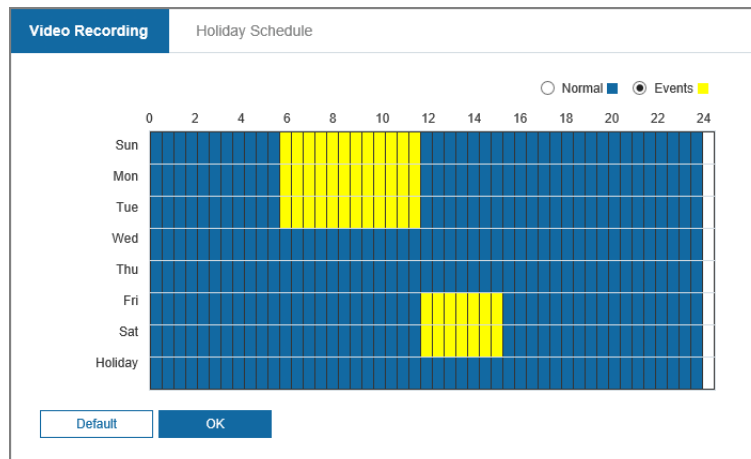 Video Recording Holiday Schedule
Normal Events
0 2 4 6 8 10 12 14 16 18 20 22 24
Sun
Mon
Tue
Wed
Thu
Fri
Sat
Holiday
Default OK